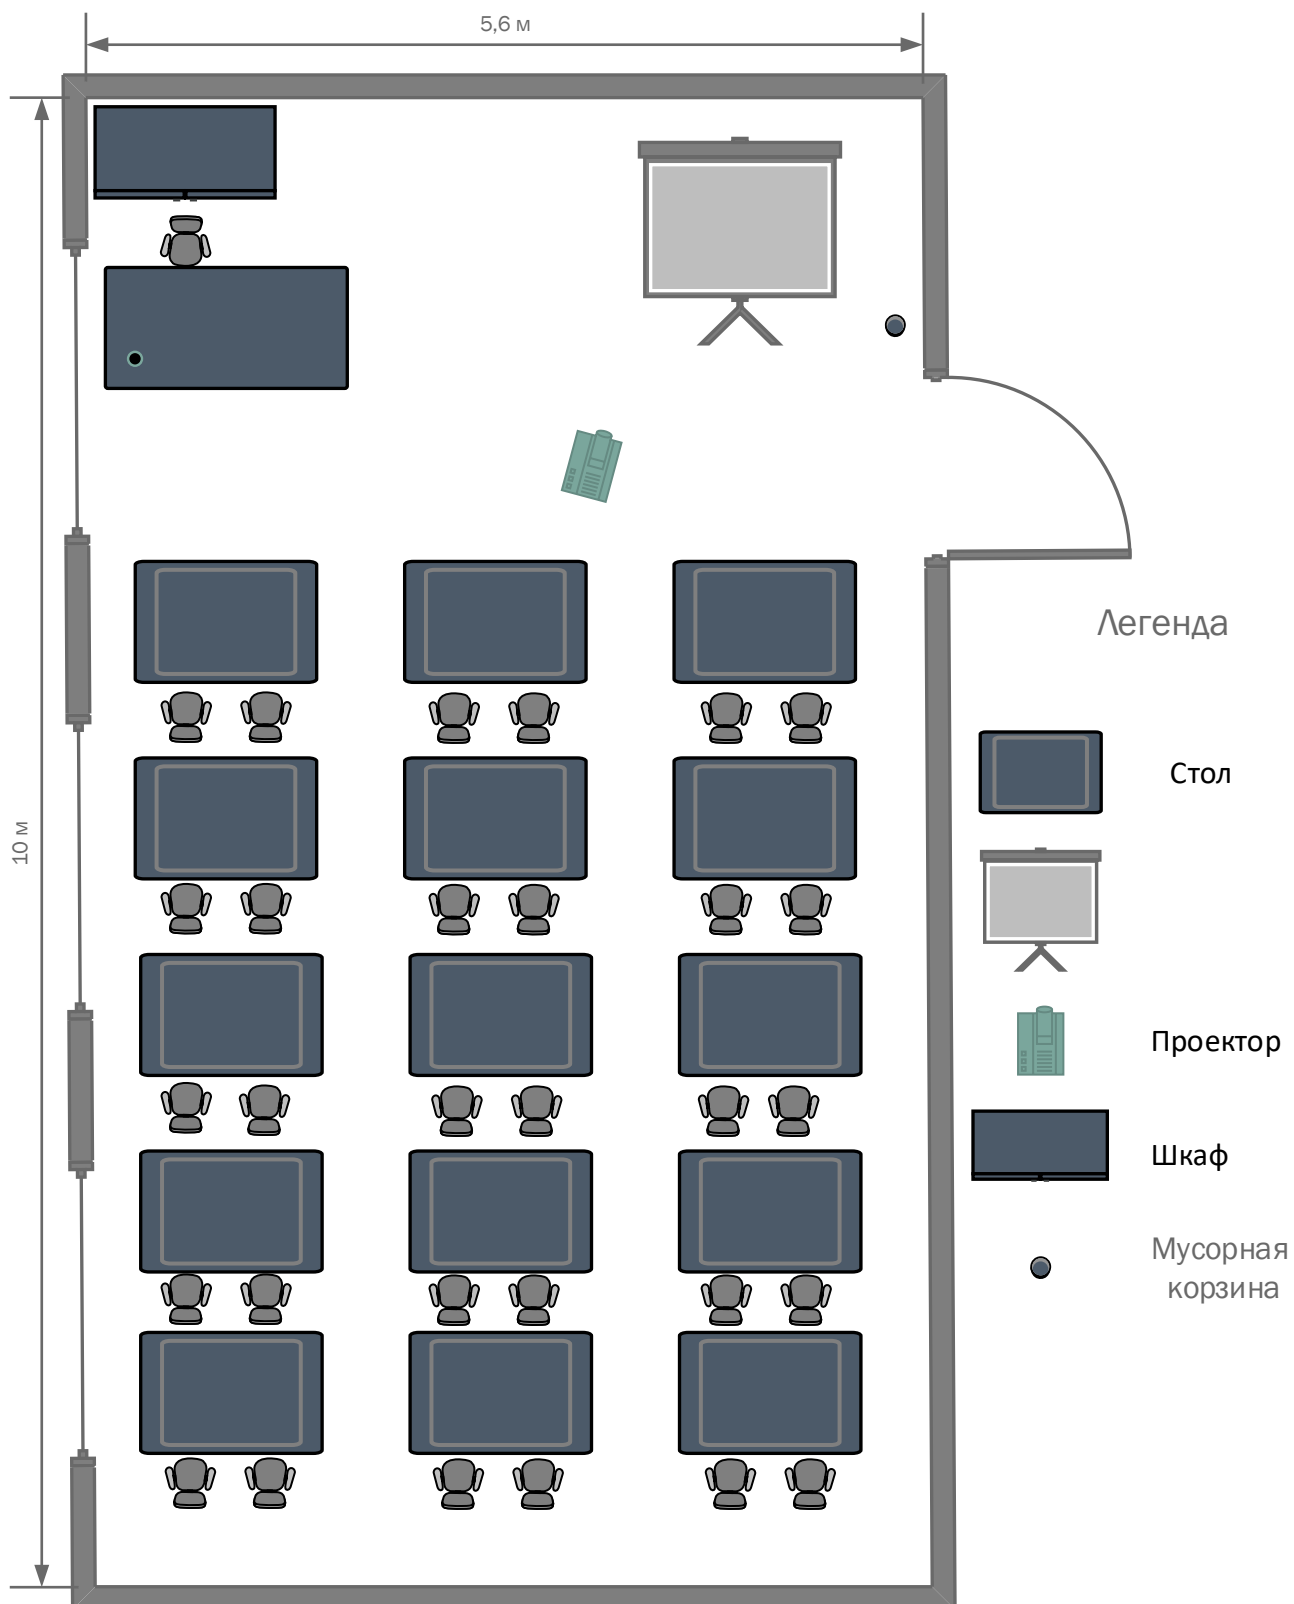 5,6 м
10 м
Легенда
Стол
Проектор
Шкаф
Мусорная
корзина